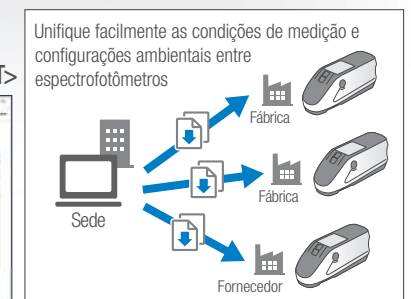 Unifique facilmente as condições de medição e
configurações ambientais entre
espectrofotômetros
T>
Fábrica
Fábrica
Sede
Fornecedor